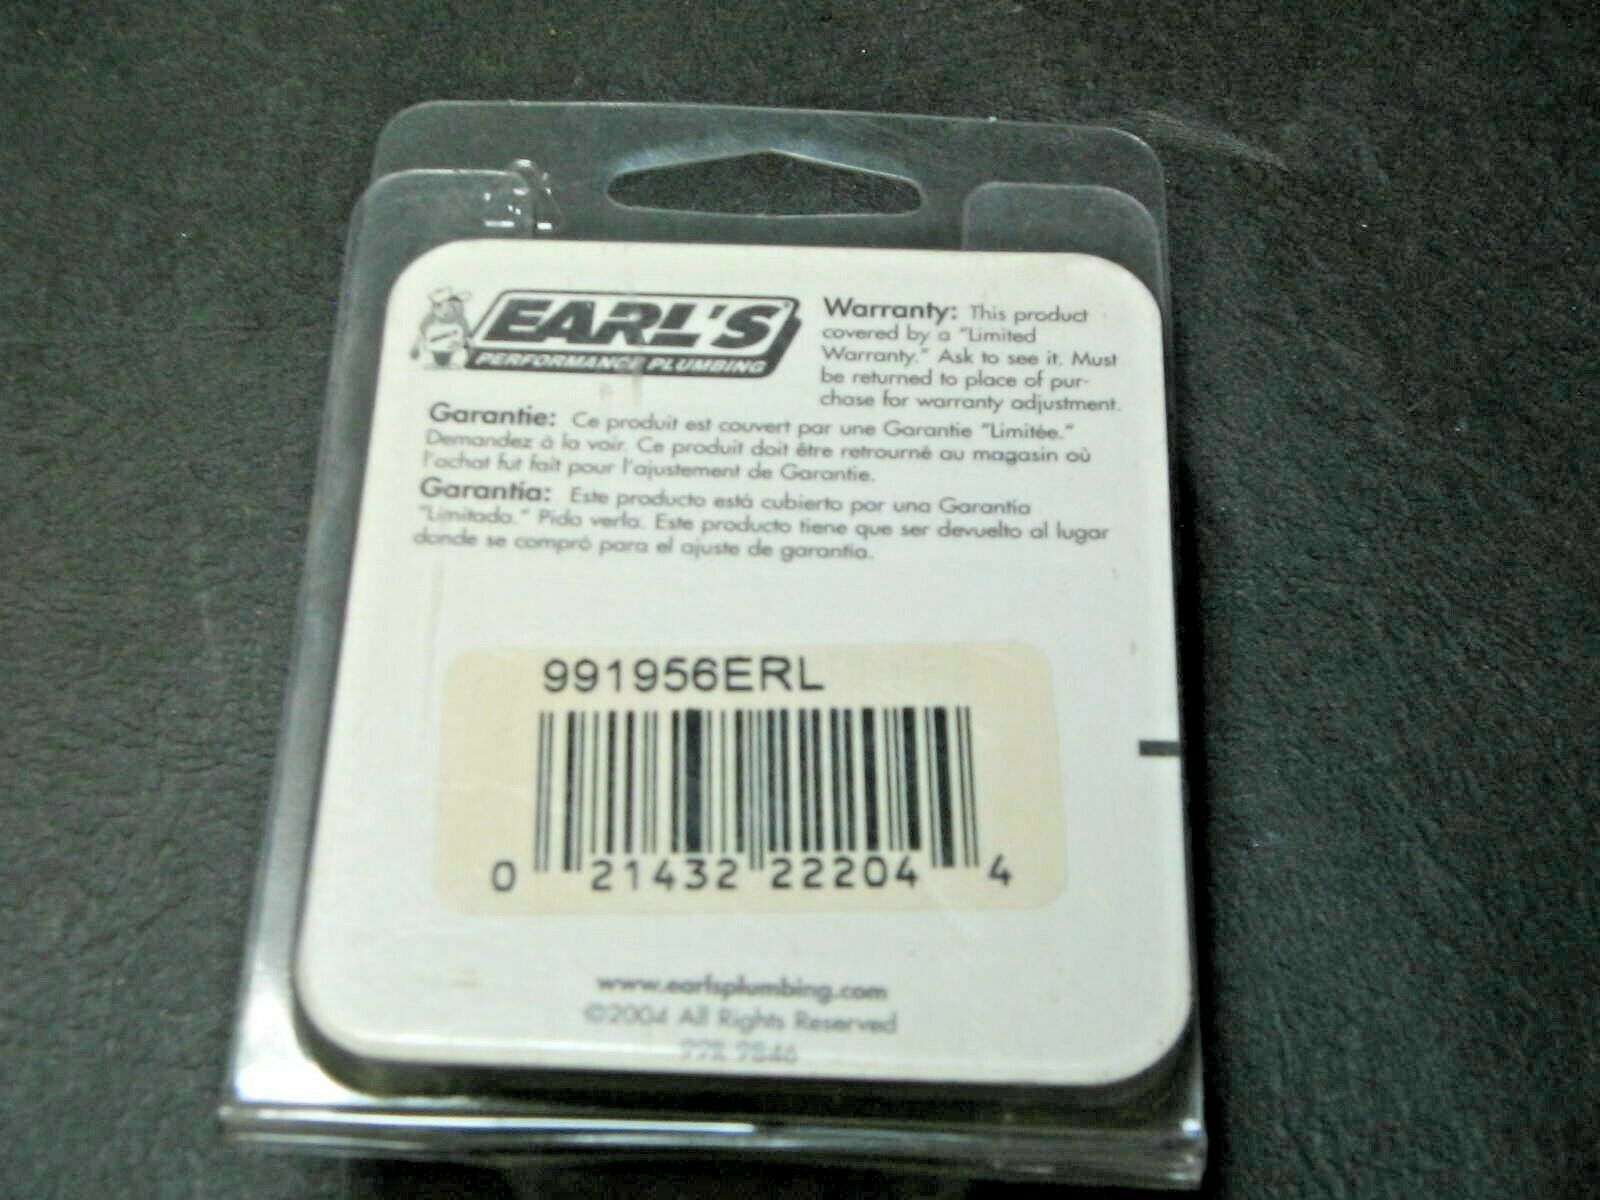 EARL'S
PERFORMANCE PLUMBING
Warranty: This product
covered by a "Limited
Warranty." Ask to see it. Must
be returned to place of pur-
chase for warranty adjustment.
Garantie: Ce produit est couvert par une Garantie "Limitée."
Demandez à la voir. Ce produit doit être retrourné au magasin où
l'achat fut fait pour l'ajustement de Garantie.
Garantía: Este producto está cubierto por una Garantía
"Limitada." Pida verla. Este producto tiene que ser devuelto al lugar
donde se compró para el ajuste de garantía.
991956ERL
0 21432 22204 4
www.earlsplumbing.com
©2004 All Rights Reserved